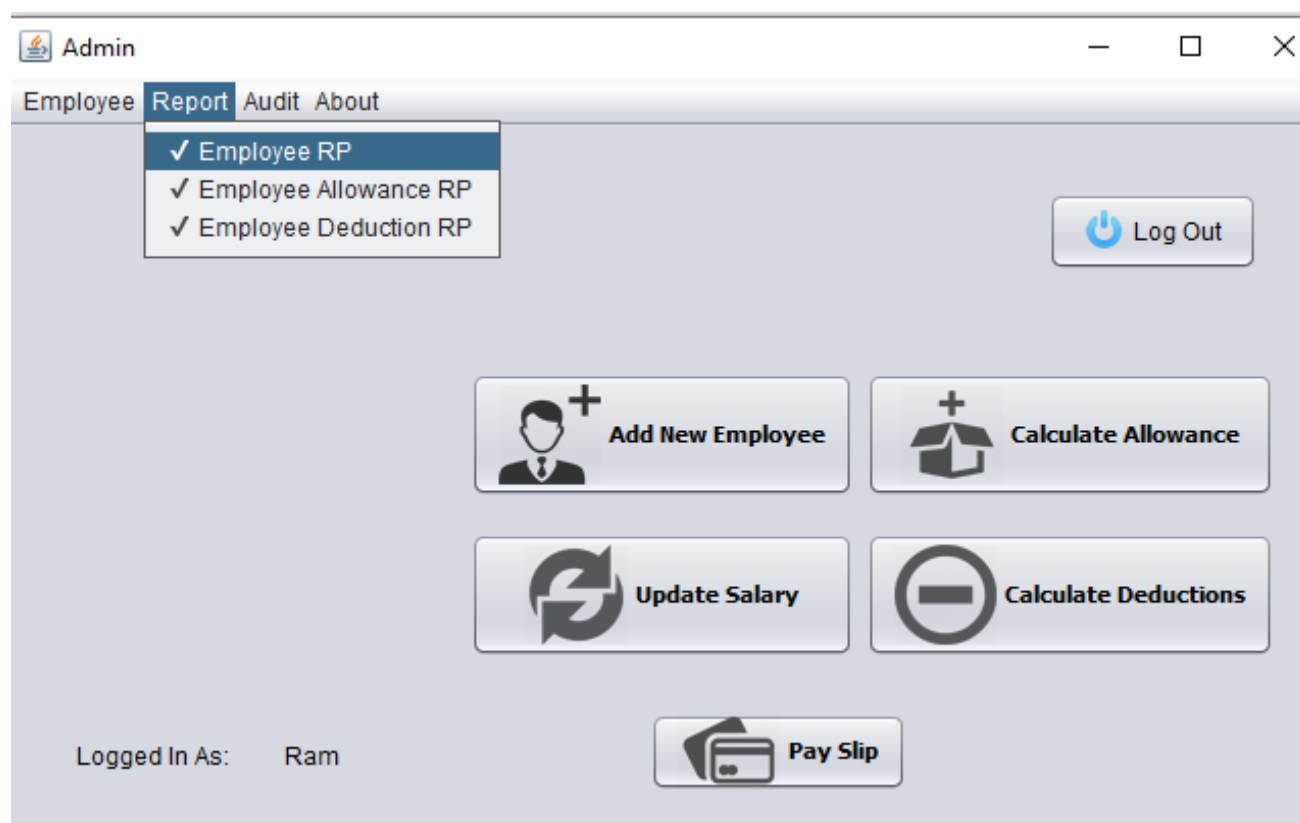 Admin
Employee Report Audit About
✓ Employee RP
✓ Employee Allowance RP
✓ Employee Deduction RP
Log Out
Add New Employee
Calculate Allowance
Update Salary
Calculate Deductions
Logged In As: Ram
Pay Slip